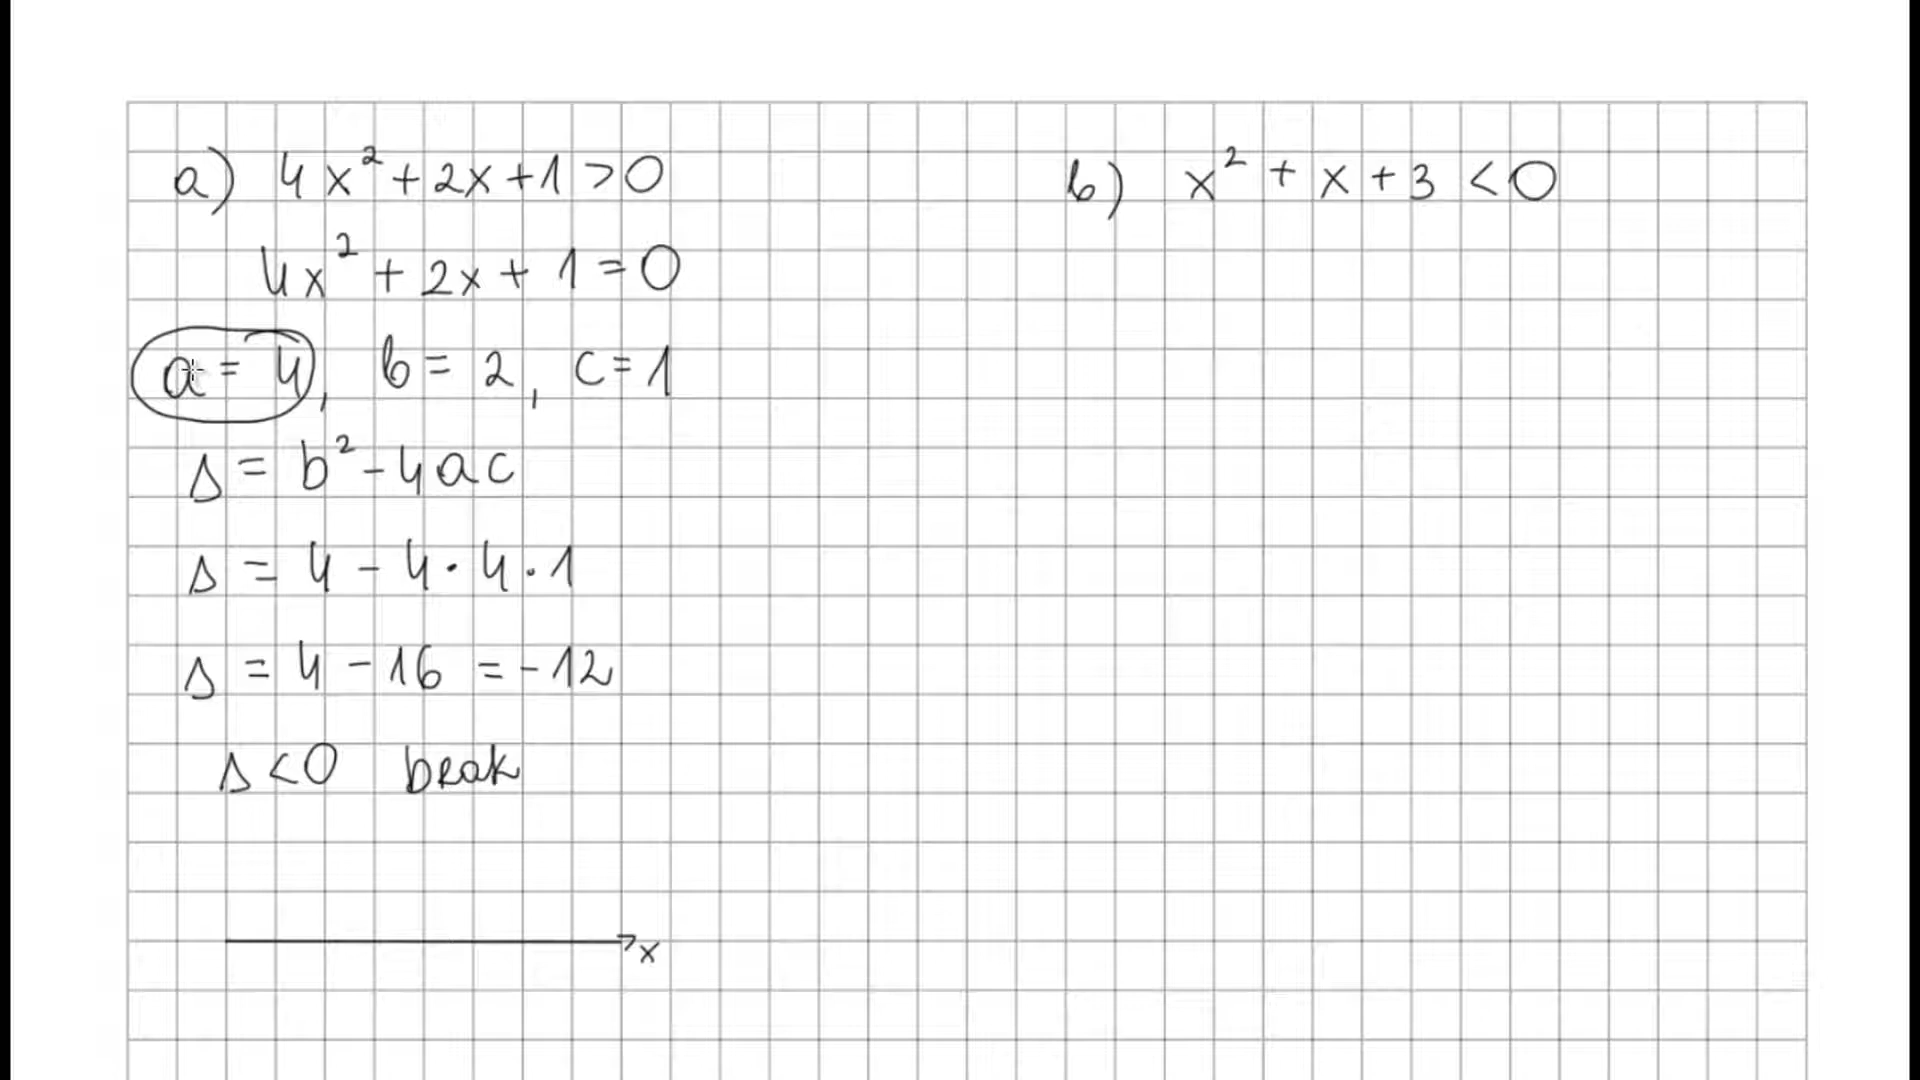 a) 4x² + 2x + 1 > 0
4x² + 2x + 1 = 0
a = 4, b = 2, c = 1
Δ = b² - 4ac
Δ = 4 - 4 · 4 · 1
Δ = 4 - 16 = -12
Δ < 0 brak
x
b) x² + x + 3 < 0